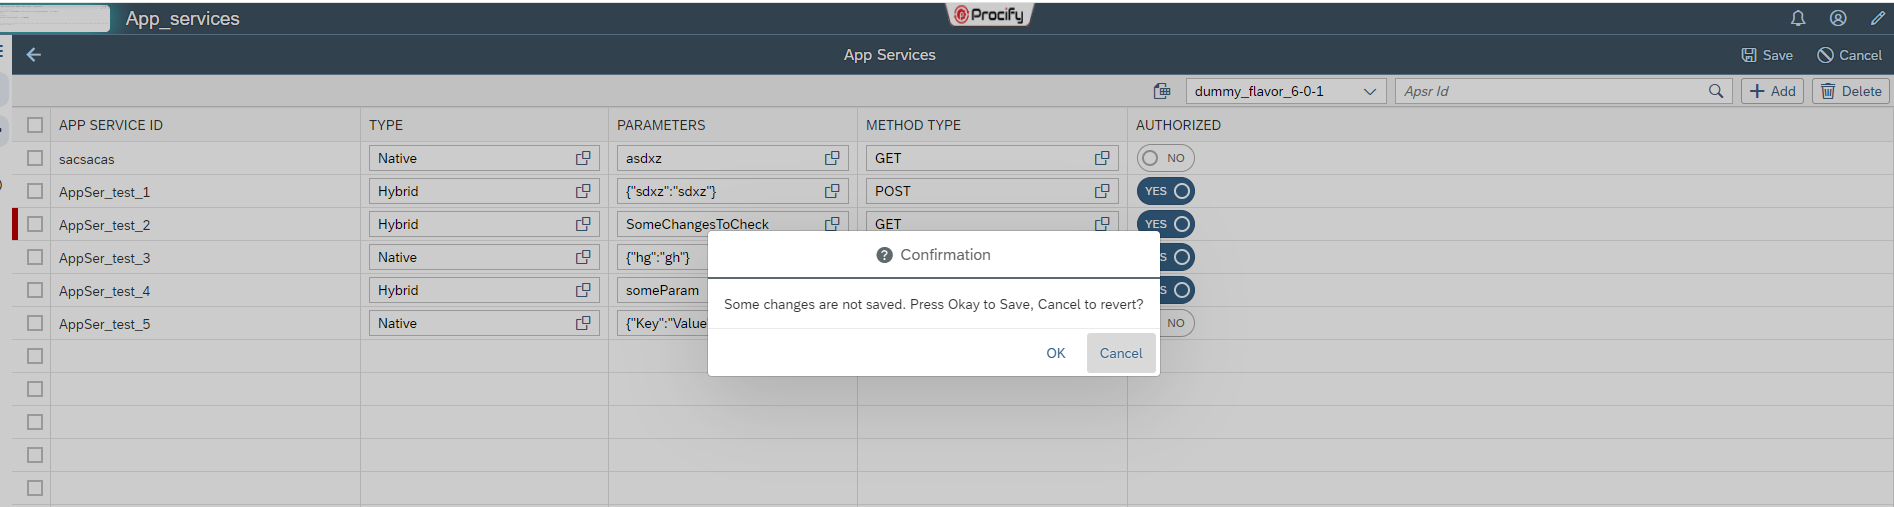 App_services
Procify
App Services
Save Cancel
dummy_flavor_6-0-1 Apsr Id Add Delete
APP SERVICE ID TYPE PARAMETERS METHOD TYPE AUTHORIZED
sacsacas Native asdxz GET NO
AppSer_test_1 Hybrid {"sdxz":"sdxz"} POST YES
AppSer_test_2 Hybrid SomeChangesToCheck GET YES
AppSer_test_3 Native {"hg":"gh"} S
AppSer_test_4 Hybrid someParam S
AppSer_test_5 Native {"Key":"Value NO
Confirmation
Some changes are not saved. Press Okay to Save, Cancel to revert?
OK Cancel